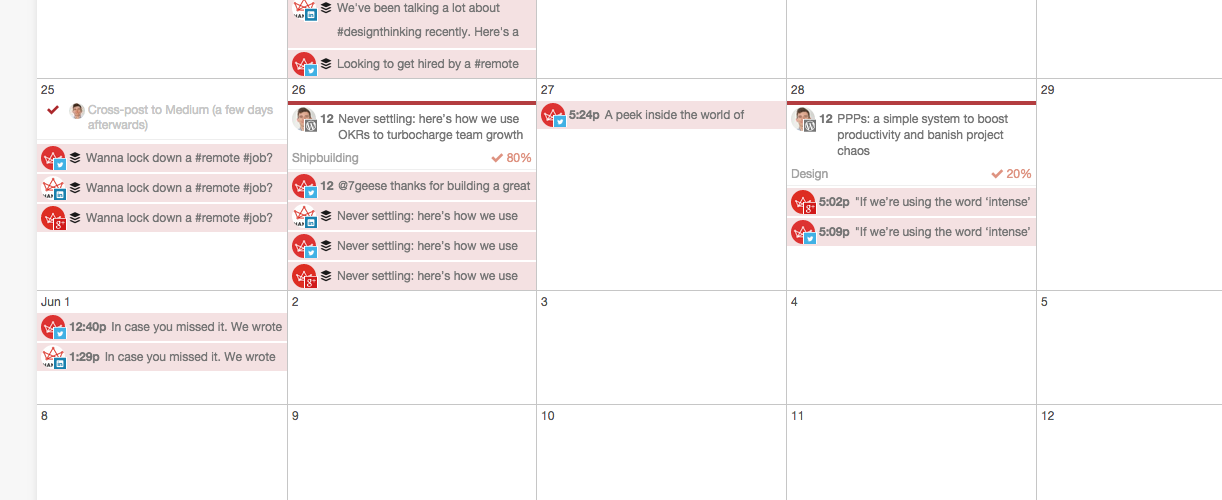 We've been talking a lot about
#designthinking recently. Here's a
Looking to get hired by a #remote
25
Cross-post to Medium (a few days
afterwards)
Wanna lock down a #remote #job?
Wanna lock down a #remote #job?
Wanna lock down a #remote #job?
26
12 Never settling: here's how we use
OKRs to turbocharge team growth
Shipbuilding 80%
12 @7geese thanks for building a great
Never settling: here's how we use
Never settling: here's how we use
Never settling: here's how we use
27
5:24p A peek inside the world of
28
12 PPPs: a simple system to boost
productivity and banish project
chaos
Design 20%
5:02p "If we're using the word ‘intense’
5:09p "If we're using the word ‘intense’
29
Jun 1
12:40p In case you missed it. We wrote
1:29p In case you missed it. We wrote
2
3
4
5
8
9
10
11
12